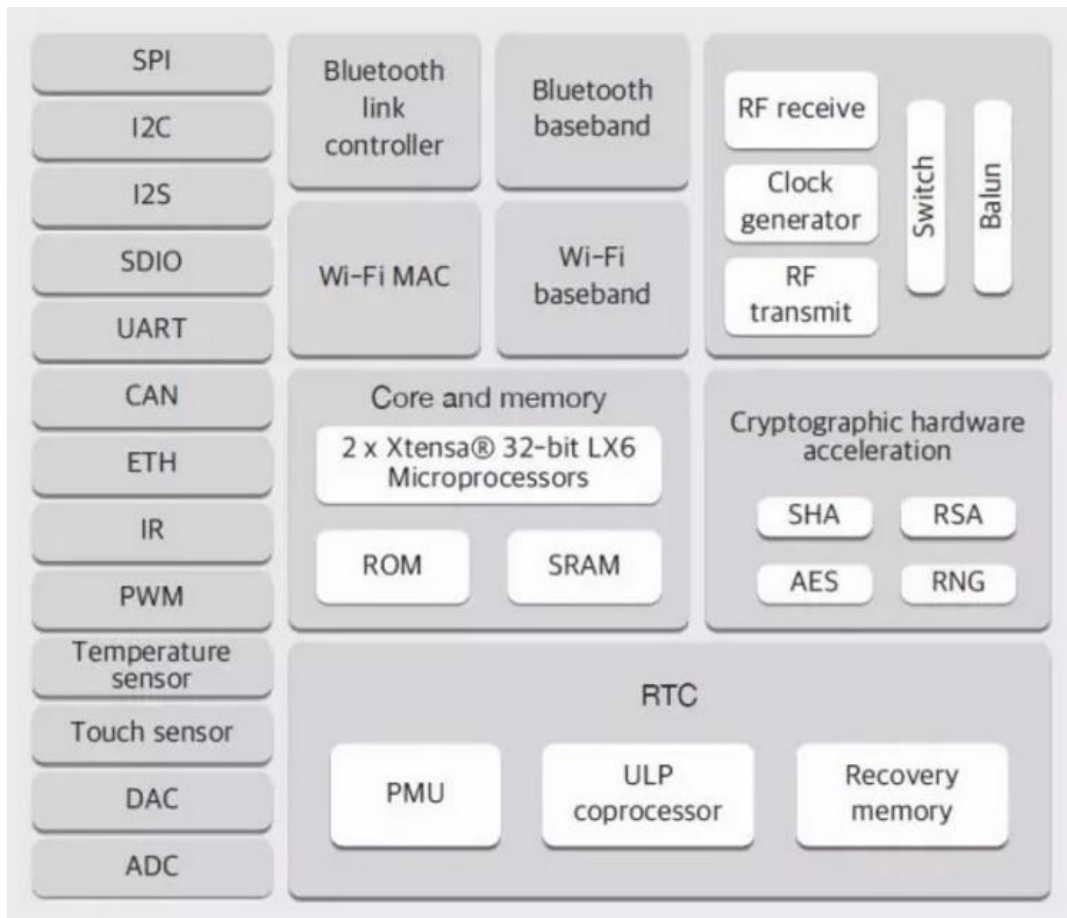 SPI
I2C
I2S
SDIO
UART
CAN
ETH
IR
PWM
Temperature
sensor
Touch sensor
DAC
ADC
Bluetooth
link
controller
Bluetooth
baseband
Wi-Fi MAC
Wi-Fi
baseband
RF receive
Clock
generator
RF
transmit
Switch
Balun
Core and memory
2 x Xtensa® 32-bit LX6
Microprocessors
ROM
SRAM
Cryptographic hardware
acceleration
SHA
RSA
AES
RNG
RTC
PMU
ULP
coprocessor
Recovery
memory